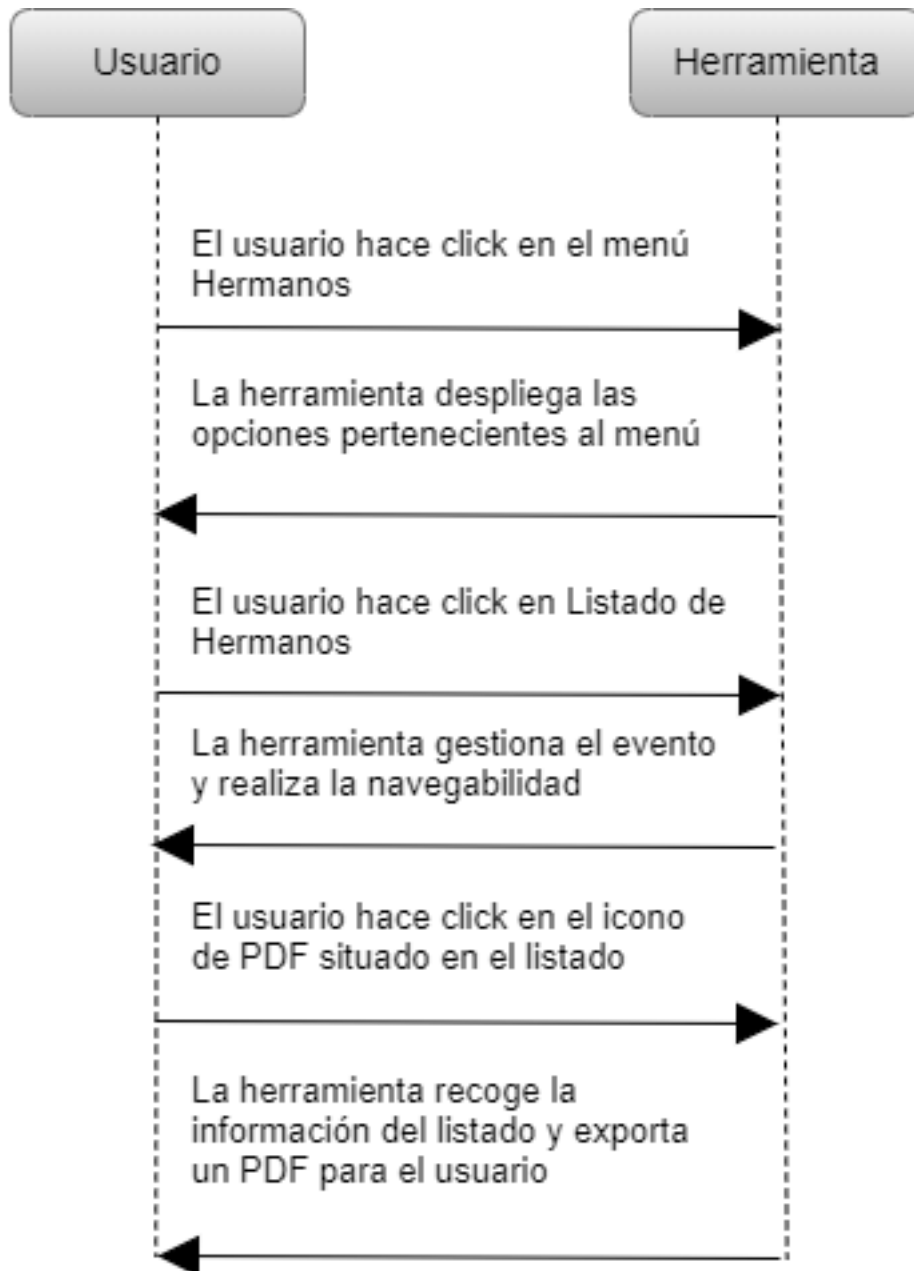 Usuario
Herramienta
El usuario hace click en el menú
Hermanos
La herramienta despliega las
opciones pertenecientes al menú
El usuario hace click en Listado de
Hermanos
La herramienta gestiona el evento
y realiza la navegabilidad
El usuario hace click en el icono
de PDF situado en el listado
La herramienta recoge la
información del listado y exporta
un PDF para el usuario